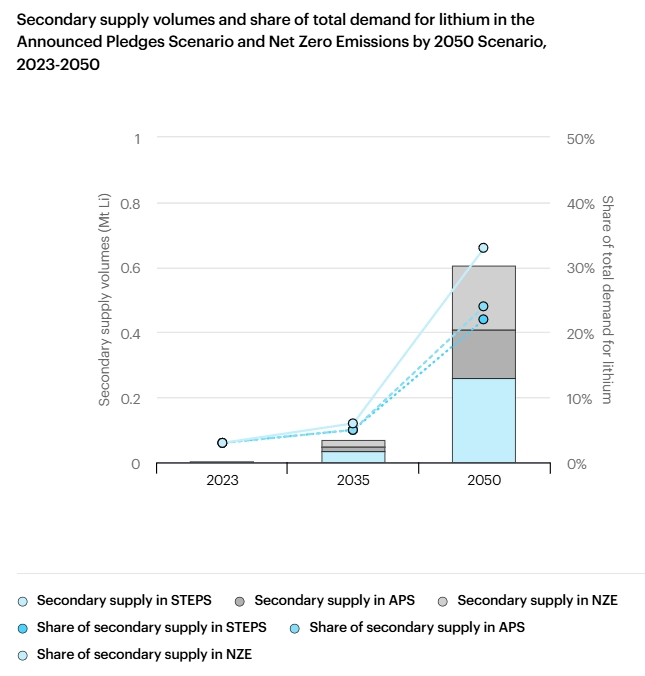 Secondary supply volumes and share of total demand for lithium in the
Announced Pledges Scenario and Net Zero Emissions by 2050 Scenario,
2023-2050
Secondary supply volumes (Mt Li)
1
0.8
0.6
0.4
0.2
0
50%
40%
30%
20%
10%
0%
Share of total demand for lithium
2023
2035
2050
Secondary supply in STEPS
Secondary supply in APS
Secondary supply in NZE
Share of secondary supply in STEPS
Share of secondary supply in APS
Share of secondary supply in NZE